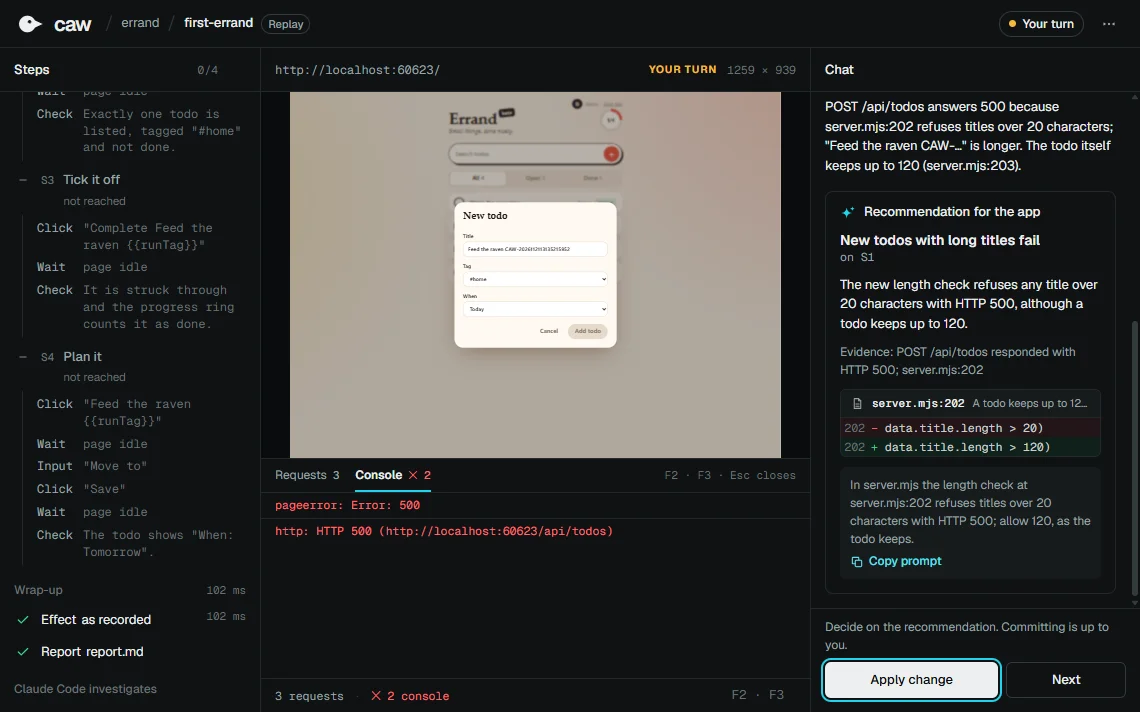 caw / errand / first-errand Replay
Your turn ...
Steps 0/4
Wait page idle
Check Exactly one todo is
listed, tagged "#home"
and not done.
– S3 Tick it off
not reached
Click "Complete Feed the
raven {{runTag}}"
Wait page idle
Check It is struck through
and the progress ring
counts it as done.
– S4 Plan it
not reached
Click "Feed the raven
{{runTag}}"
Wait page idle
Input "Move to"
Click "Save"
Wait page idle
Check The todo shows "When:
Tomorrow".
Wrap-up 102 ms
Effect as recorded 102 ms
Report report.md
Claude Code investigates
http://localhost:60623/ YOUR TURN 1259 × 939
Errand
New todo
Title
Tag
#home
When
Today
Cancel Add todo
Requests 3 Console × 2 F2 · F3 · Esc closes
pageerror: Error: 500
http: HTTP 500 (http://localhost:60623/api/todos)
3 requests · × 2 console F2 · F3
Chat
POST /api/todos answers 500 because
server.mjs:202 refuses titles over 20 characters;
"Feed the raven CAW-…" is longer. The todo itself
keeps up to 120 (server.mjs:203).
Recommendation for the app
New todos with long titles fail
on S1
The new length check refuses any title over
20 characters with HTTP 500, although a
todo keeps up to 120.
Evidence: POST /api/todos responded with
HTTP 500; server.mjs:202
server.mjs:202 A todo keeps up to 12…
202 – data.title.length > 20)
202 + data.title.length > 120)
In server.mjs the length check at
server.mjs:202 refuses titles over 20
characters with HTTP 500; allow 120, as the
todo keeps.
Copy prompt
Decide on the recommendation. Committing is up to
you.
Apply change Next